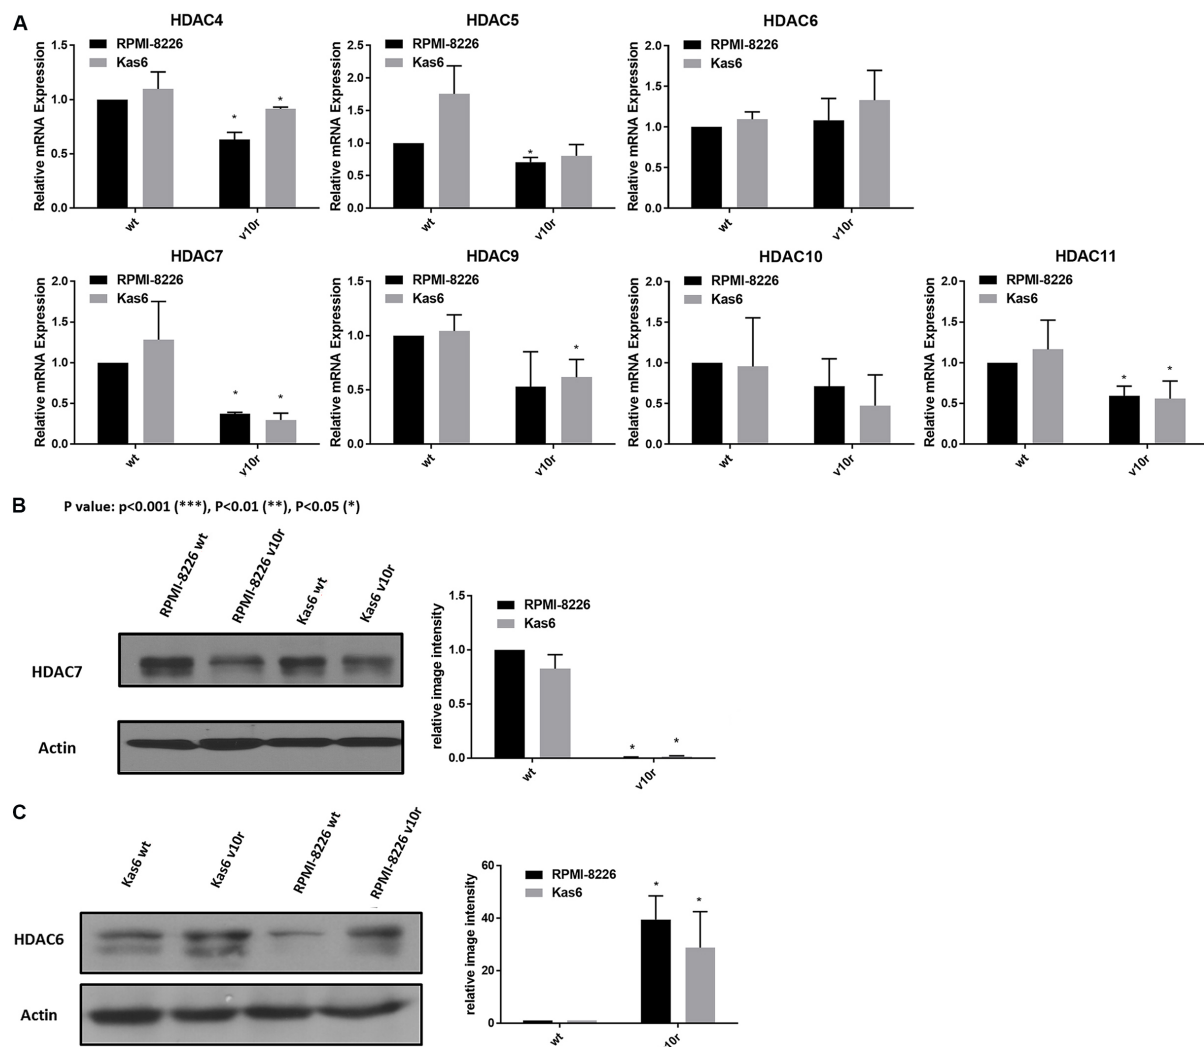 A
HDAC4
RPMI-8226
Kas6
Relative mRNA Expression
1.5
1.0
0.5
0.0
wt
v10r
*
*
HDAC5
RPMI-8226
Kas6
Relative mRNA Expression
2.5
2.0
1.5
1.0
0.5
0.0
wt
v10r
*
HDAC6
RPMI-8226
Kas6
Relative mRNA Expression
2.0
1.5
1.0
0.5
0.0
wt
v10r
HDAC7
RPMI-8226
Kas6
Relative mRNA Expression
2.0
1.5
1.0
0.5
0.0
wt
v10r
*
*
HDAC9
RPMI-8226
Kas6
Relative mRNA Expression
1.5
1.0
0.5
0.0
wt
v10r
*
HDAC10
RPMI-8226
Kas6
Relative mRNA Expression
2.0
1.5
1.0
0.5
0.0
wt
v10r
HDAC11
RPMI-8226
Kas6
Relative mRNA Expression
2.0
1.5
1.0
0.5
0.0
wt
v10r
*
*
B
P value: p<0.001 (***), P<0.01 (**), P<0.05 (*)
RPMI-8226 wt
RPMI-8226 v10r
Kas6 wt
Kas6 v10r
HDAC7
Actin
RPMI-8226
Kas6
relative image intensity
1.5
1.0
0.5
0.0
wt
v10r
*
*
C
Kas6 wt
Kas6 v10r
RPMI-8226 wt
RPMI-8226 v10r
HDAC6
Actin
RPMI-8226
Kas6
relative image intensity
60
40
20
0
wt
10r
*
*